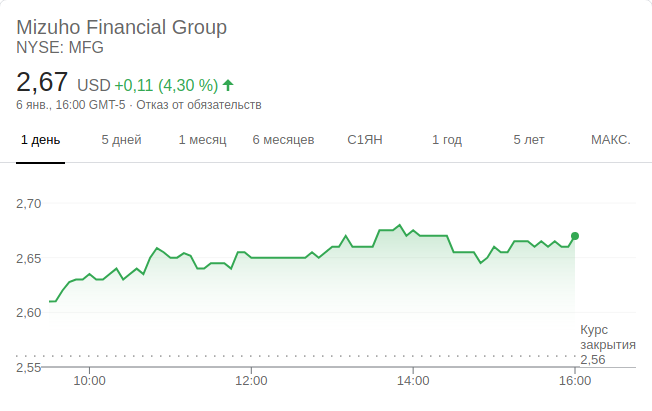 Mizuho Financial Group
NYSE: MFG
2,67 USD +0,11 (4,30 %)
6 янв., 16:00 GMT-5 · Отказ от обязательств
1 день 5 дней 1 месяц 6 месяцев С1ЯН 1 год 5 лет МАКС.
2,70
2,65
2,60
Курс
закрытия
2,56
2,55
10:00 12:00 14:00 16:00